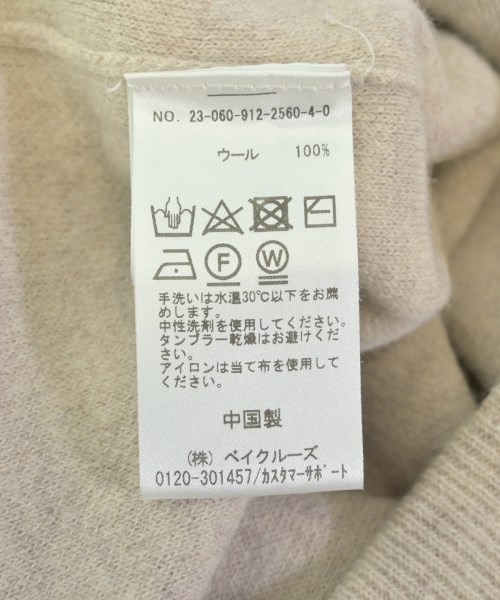 NO. 23-060-912-2560-4-0
ウール 100%
F W
手洗いは水温30℃以下をお薦
めします。
中性洗剤を使用してください。
タンブラー乾燥はお避けくだ
さい。
アイロンは当て布を使用して
ください。
中国製
(株) ベイクルーズ
0120-301457/カスタマーサポート